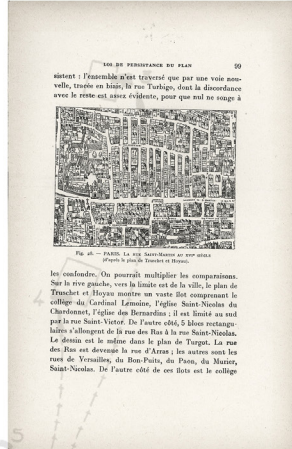 LOI DE PERSISTANCE DU PLAN 99
sistent : l'ensemble n'est traversé que par une voie nou-
velle, tracée en biais, la rue Turbigo, dont la discordance
avec le reste est assez évidente, pour que nul ne songe à
Fig. 26. — PARIS. LA RUE SAINT-MARTIN AU XVIe SIÈCLE
(d'après le plan de Truschet et Hoyau).
les confondre. On pourrait multiplier les comparaisons.
Sur la rive gauche, vers la limite est de la ville, le plan de
Truschet et Hoyau montre un vaste îlot comprenant le
collège du Cardinal Lemoine, l'église Saint-Nicolas du
Chardonnet, l'église des Bernardins ; il est limité au sud
par la rue Saint-Victor. De l'autre côté, 5 blocs rectangu-
laires s'allongent de la rue des Ras à la rue Saint-Nicolas.
Le dessin est le même dans le plan de Turgot. La rue
des Ras est devenue la rue d'Arras ; les autres sont les
rues de Versailles, du Bon-Puits, du Paon, du Murier,
Saint-Nicolas. De l'autre côté de ces îlots est le collège